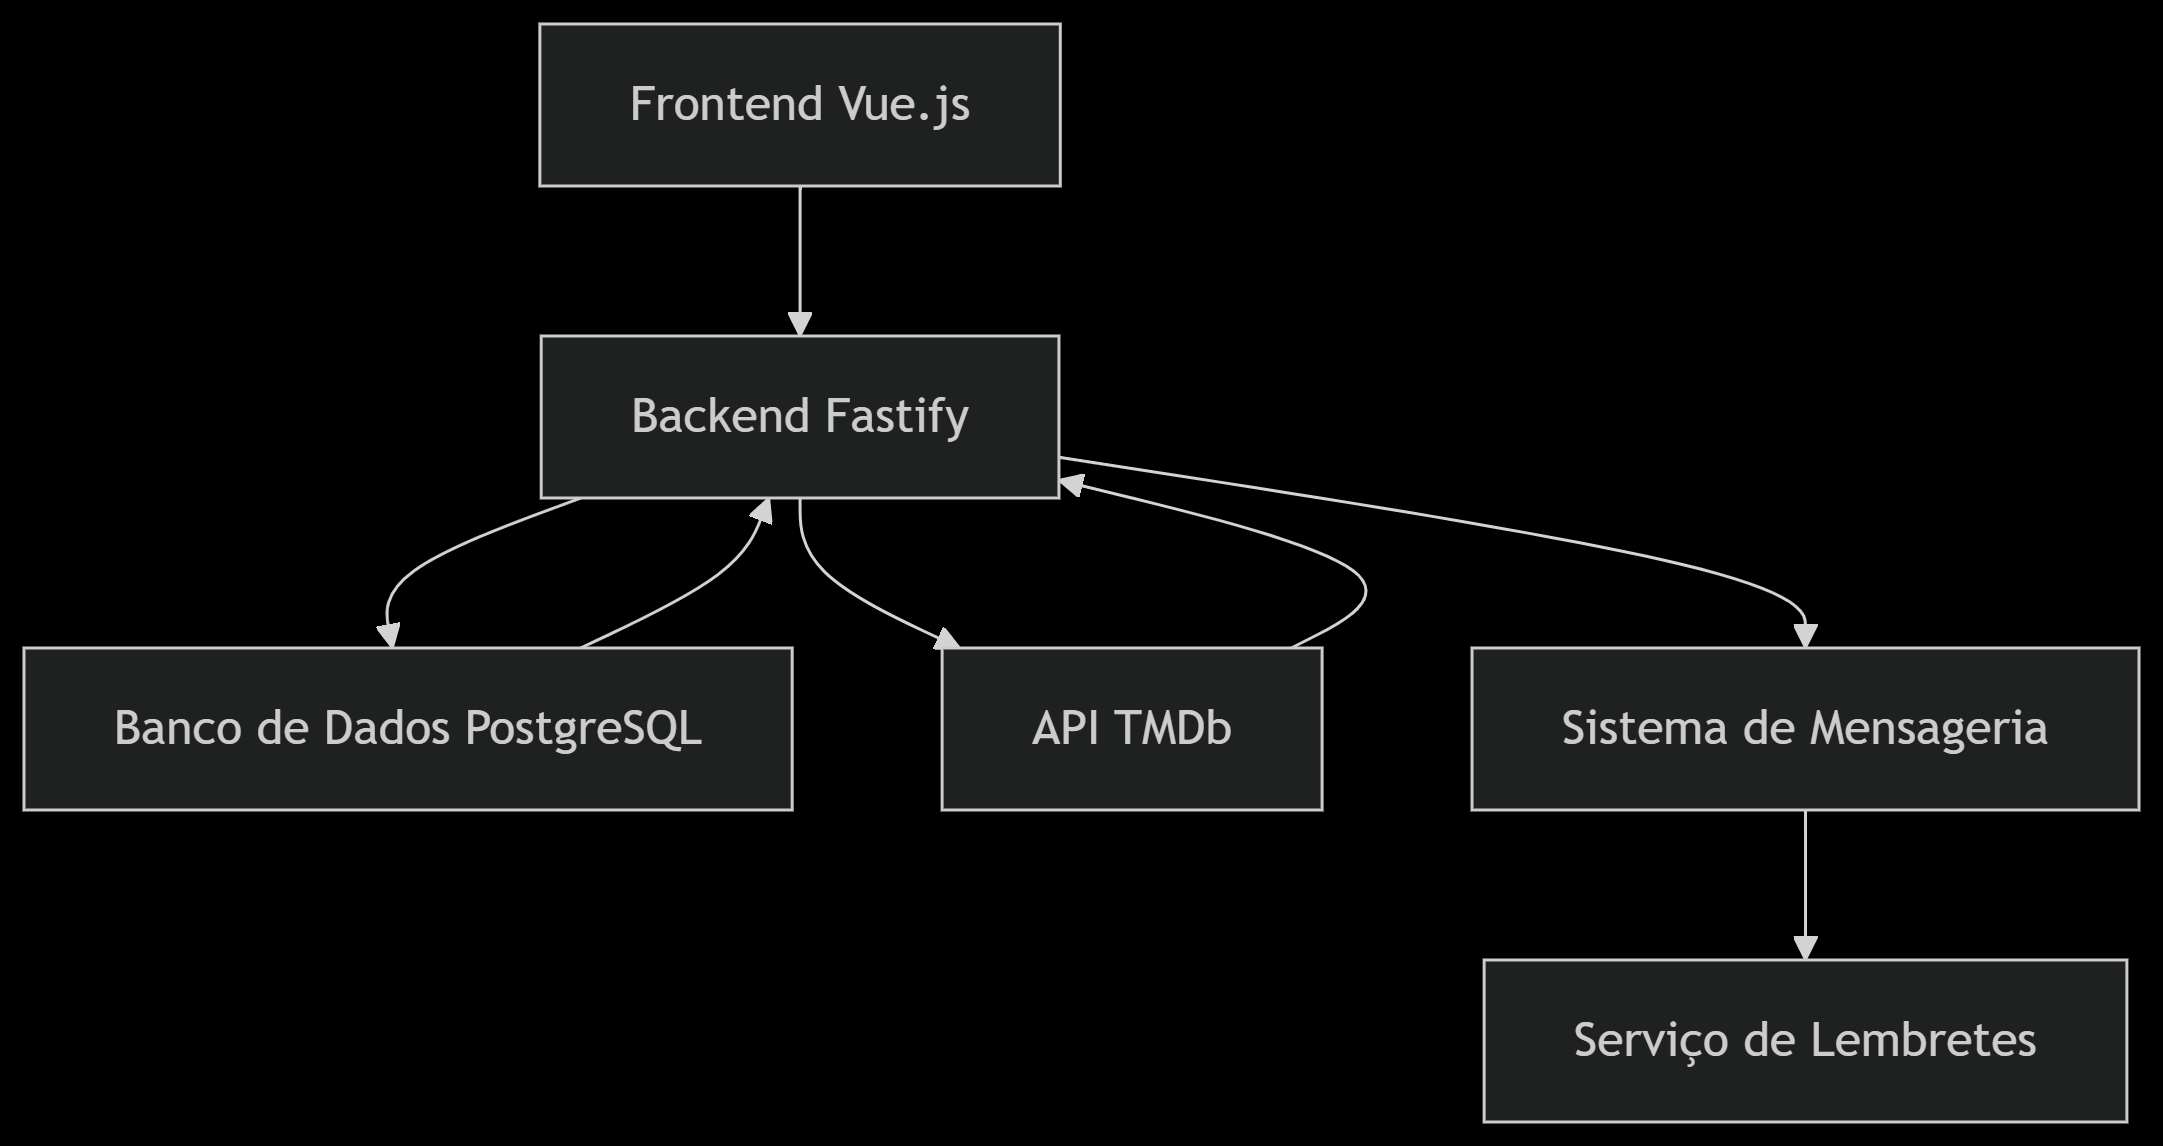 Frontend Vue.js
Backend Fastify
Banco de Dados PostgreSQL
API TMDb
Sistema de Mensageria
Serviço de Lembretes